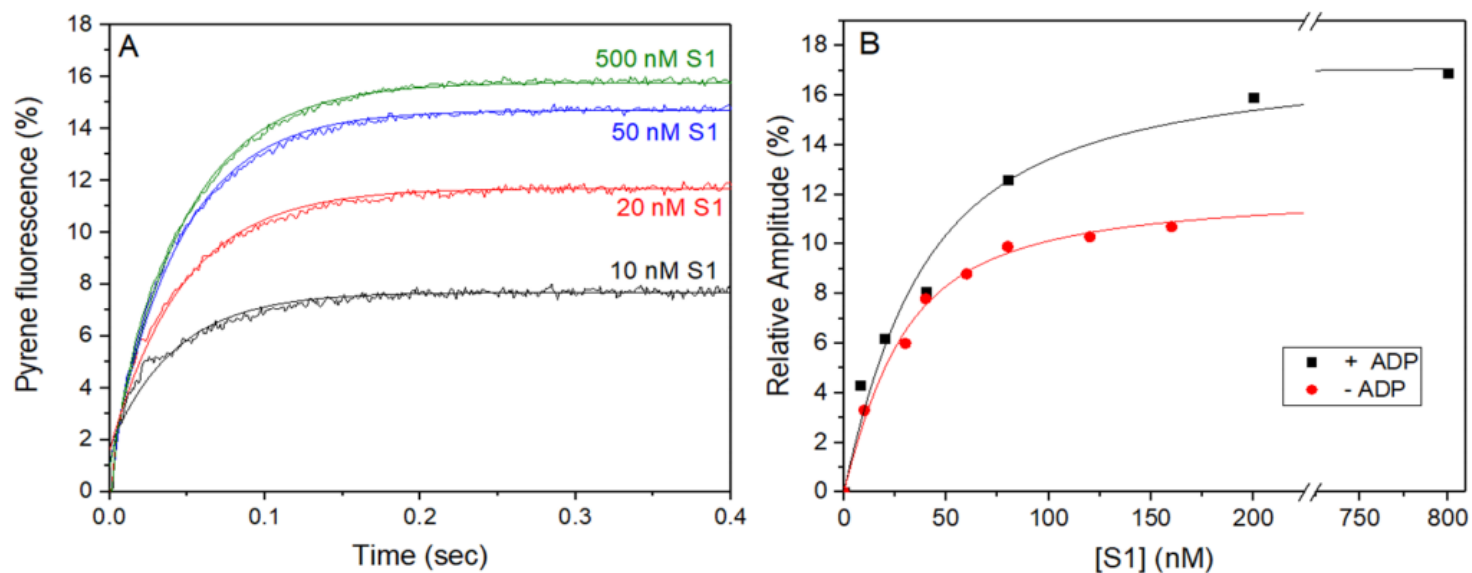 A
18
16
14
12
10
8
6
4
2
0
Pyrene fluorescence (%)
500 nM S1
50 nM S1
20 nM S1
10 nM S1
0.0 0.1 0.2 0.3 0.4
Time (sec)
B
18
16
14
12
10
8
6
4
2
0
Relative Amplitude (%)
+ ADP
- ADP
0 50 100 150 200 750 800
[S1] (nM)